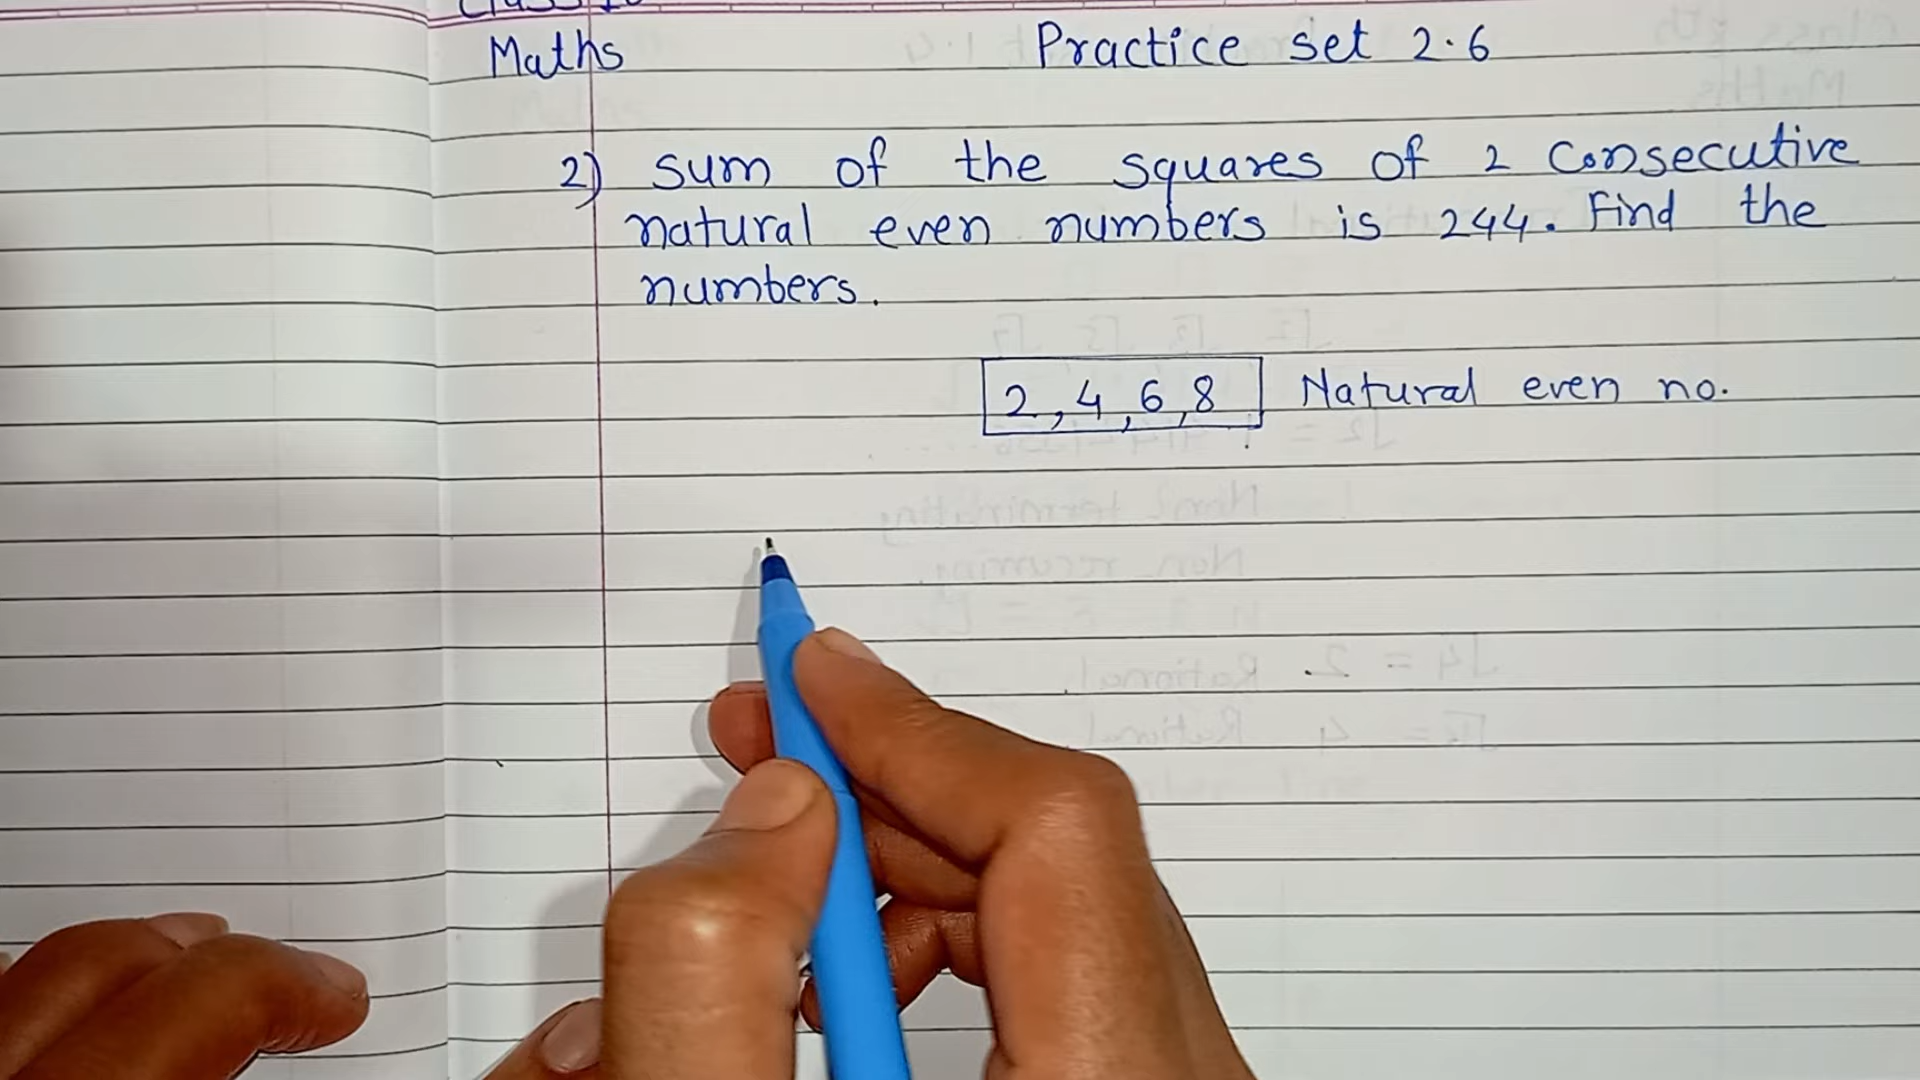 Maths Practice set 2.6
2) sum of the squares of 2 Consecutive
natural even numbers is 244. Find the
numbers.
2, 4, 6, 8 Natural even no.